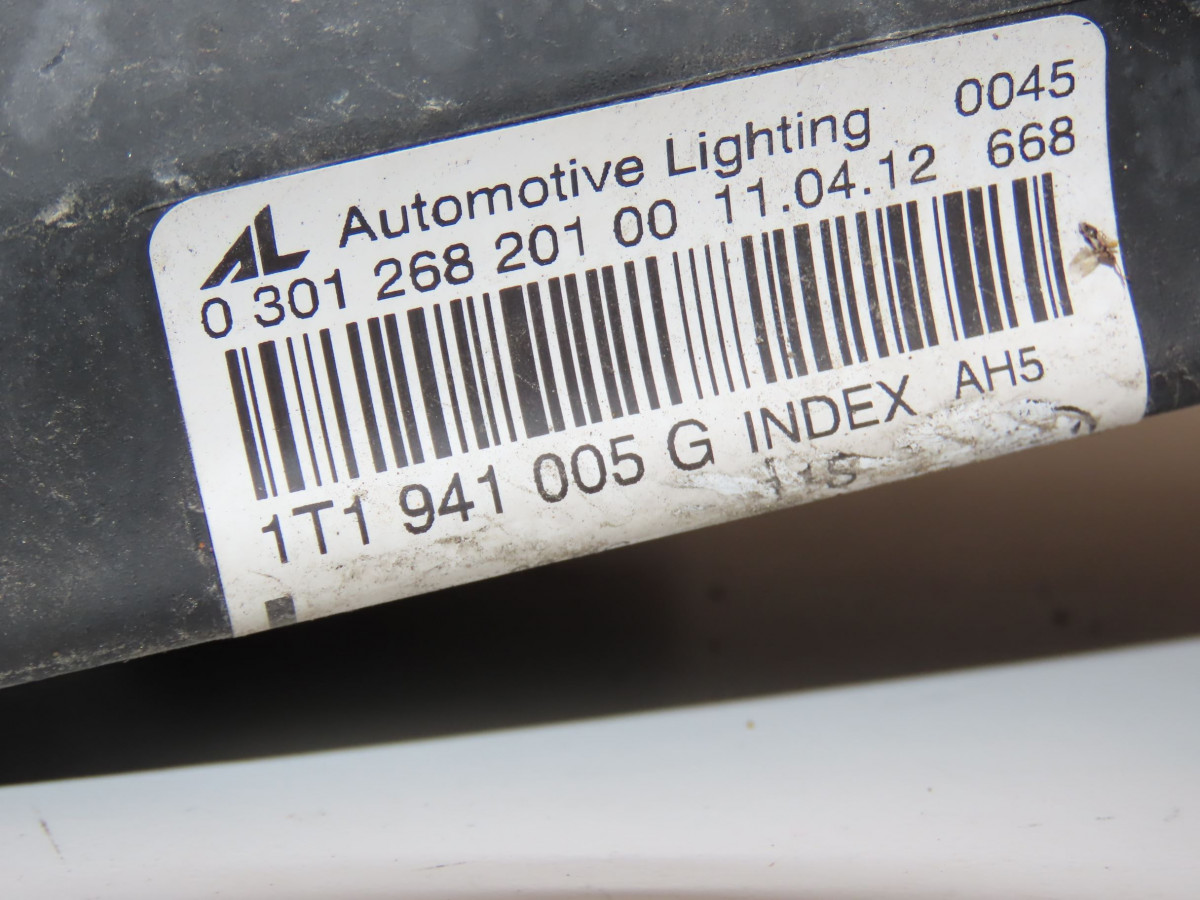 AL Automotive Lighting 0045
0 301 268 201 00 11.04.12 668
1T1 941 005 G INDEX AH5